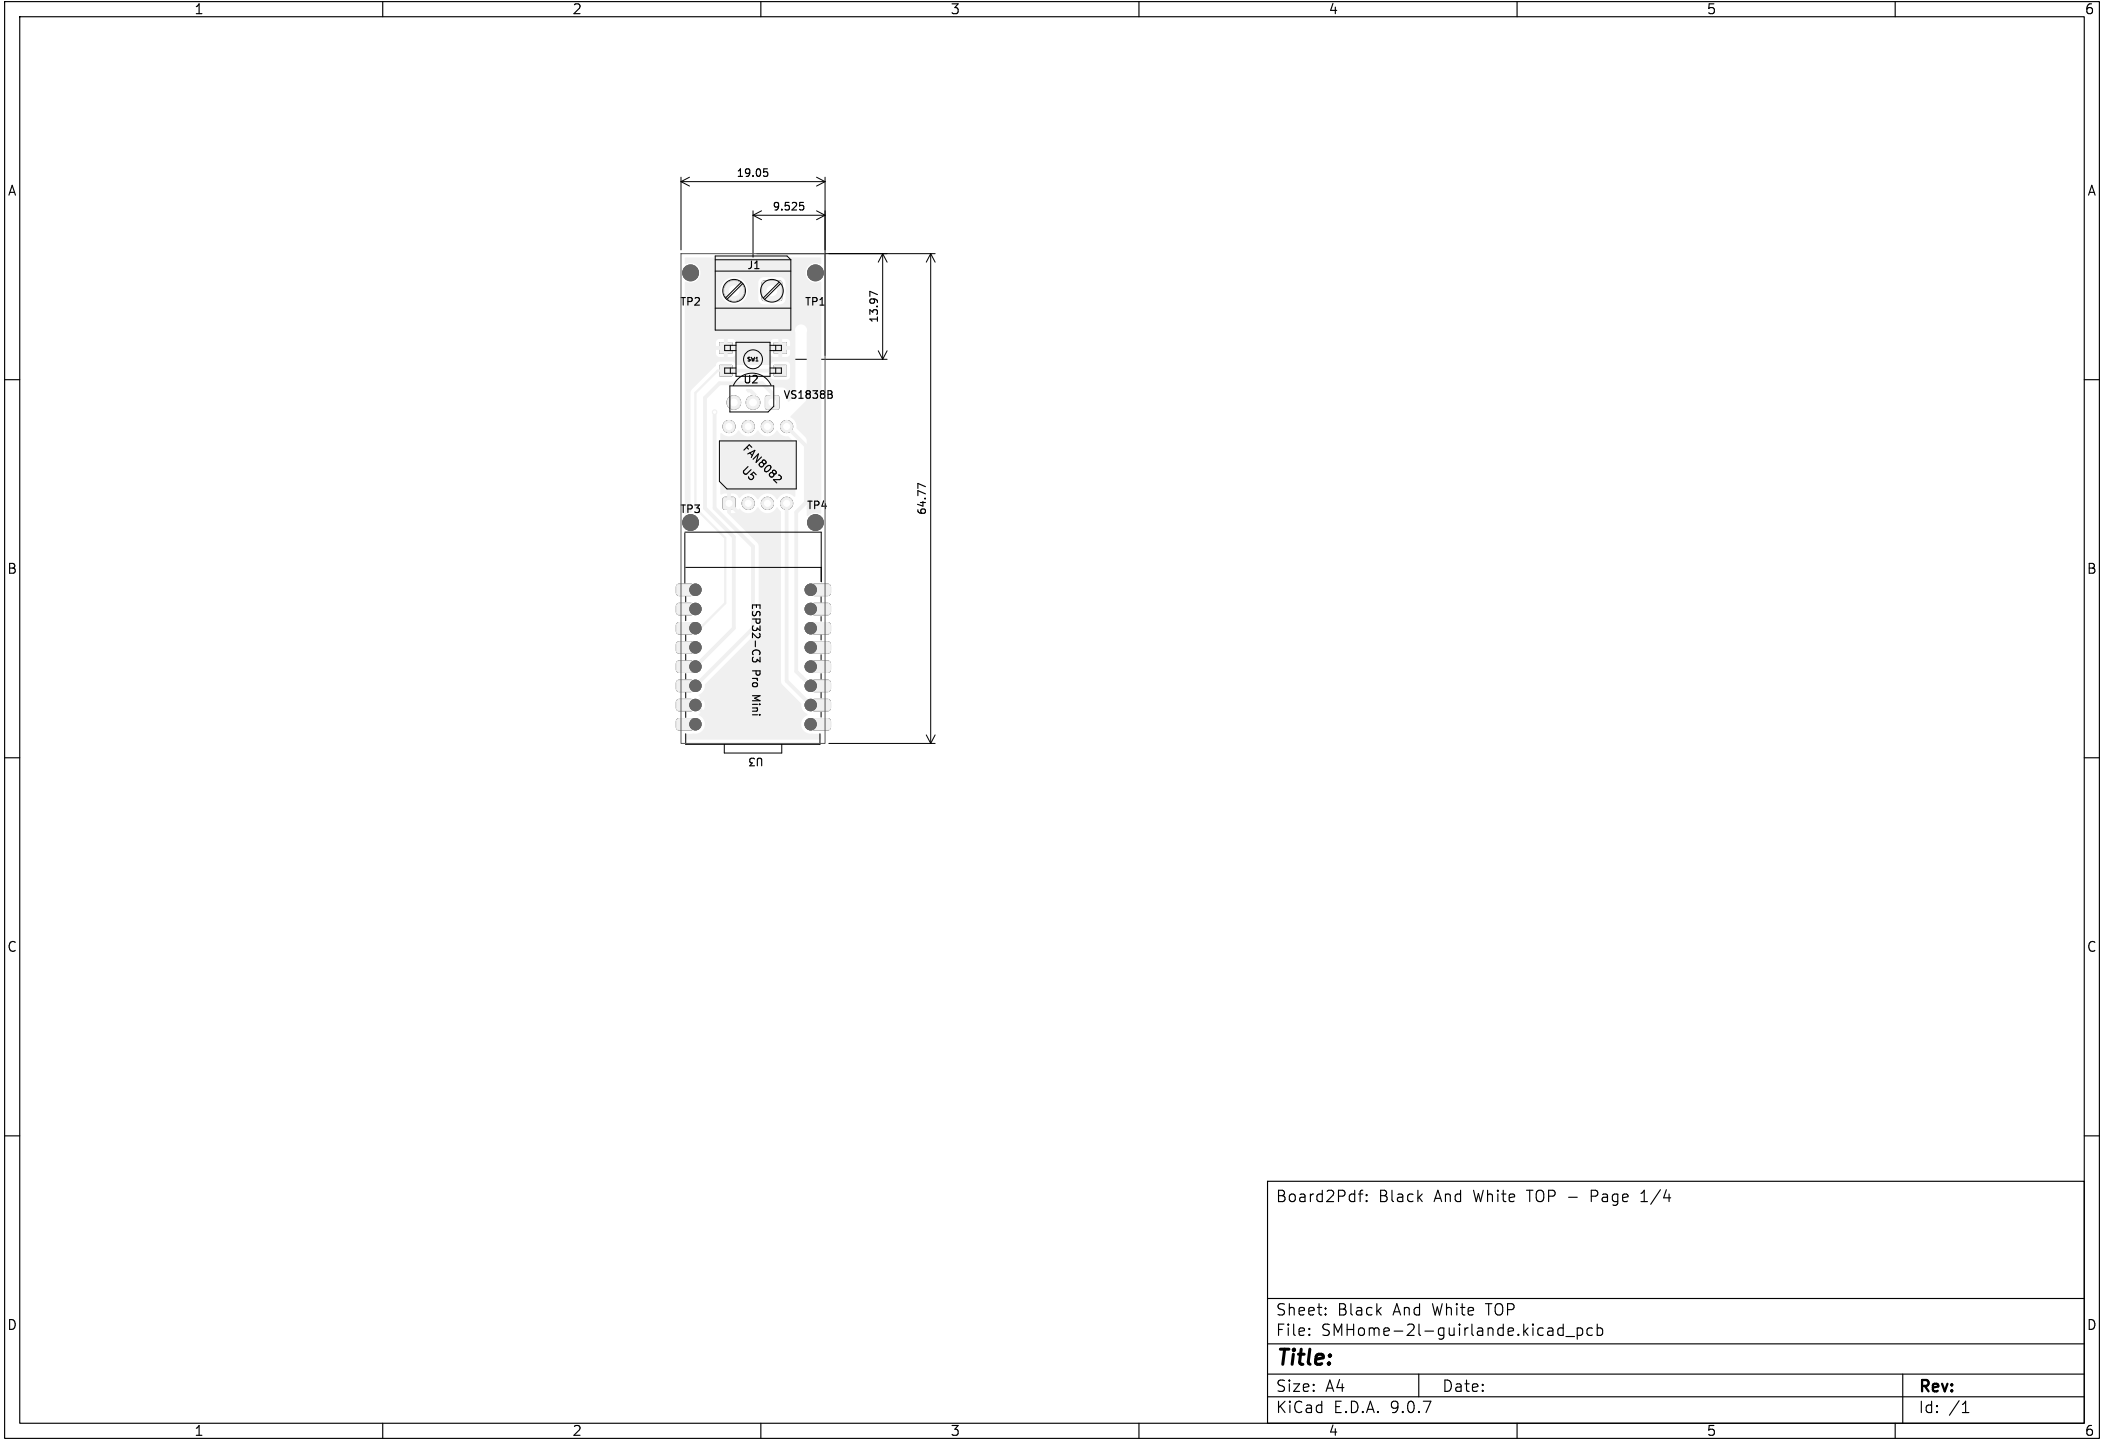 1 2 3 4 5 6
A A
19.05
9.525
J1
TP2 TP1
13.97
SW1
U2
VS1838B
FAN8082
U5
64.77
TP3 TP4
B B
ESP32-C3 Pro Mini
U3
C C
Board2Pdf: Black And White TOP - Page 1/4
Sheet: Black And White TOP
File: SMHome-2l-guirlande.kicad_pcb
D D
Title:
Size: A4 Date: Rev:
KiCad E.D.A. 9.0.7 Id: /1
1 2 3 4 5 6